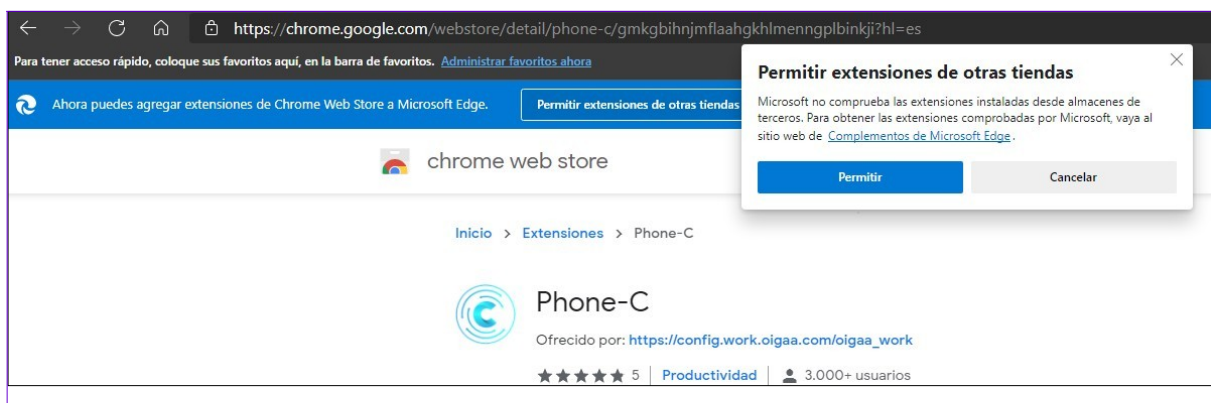 https://chrome.google.com/webstore/detail/phone-c/gmkgbihnjmflaahgkhlmenngplbinkji?hl=es
Para tener acceso rápido, coloque sus favoritos aquí, en la barra de favoritos. Administrar favoritos ahora
Ahora puedes agregar extensiones de Chrome Web Store a Microsoft Edge.
Permitir extensiones de otras tiendas
Permitir extensiones de otras tiendas
Microsoft no comprueba las extensiones instaladas desde almacenes de
terceros. Para obtener las extensiones comprobadas por Microsoft, vaya al
sitio web de Complementos de Microsoft Edge.
Permitir
Cancelar
chrome web store
Inicio > Extensiones > Phone-C
Phone-C
Ofrecido por: https://config.work.oigaa.com/oigaa_work
5 | Productividad | 3.000+ usuarios